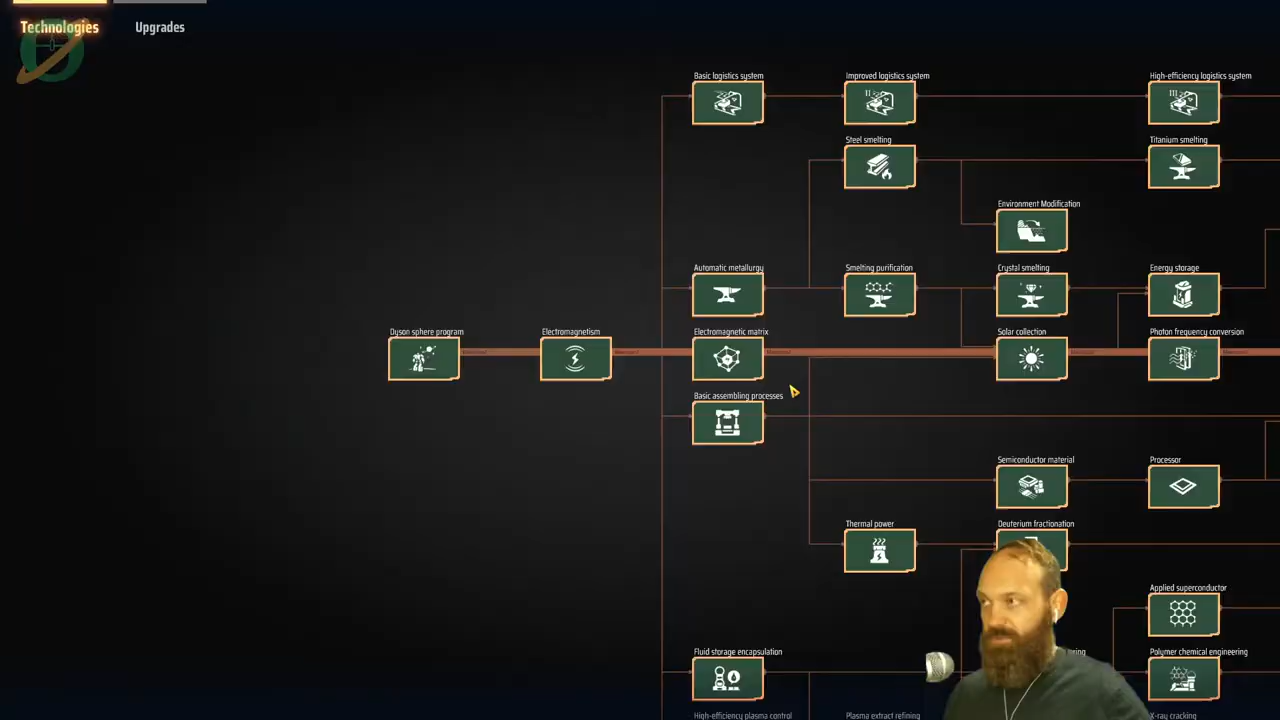 Technologies
Upgrades
Basic logistics system
Improved logistics system
High-efficiency logistics system
Steel smelting
Titanium smelting
Environment Modification
Automatic metallurgy
Smelting purification
Crystal smelting
Energy storage
Dyson sphere program
Electromagnetism
Electromagnetic matrix
Solar collection
Photon frequency conversion
Basic assembling processes
Semiconductor material
Processor
Thermal power
Deuterium fractionation
Applied superconductor
Fluid storage encapsulation
Polymer chemical engineering
High-efficiency plasma control
Plasma extract refining
X-ray cracking